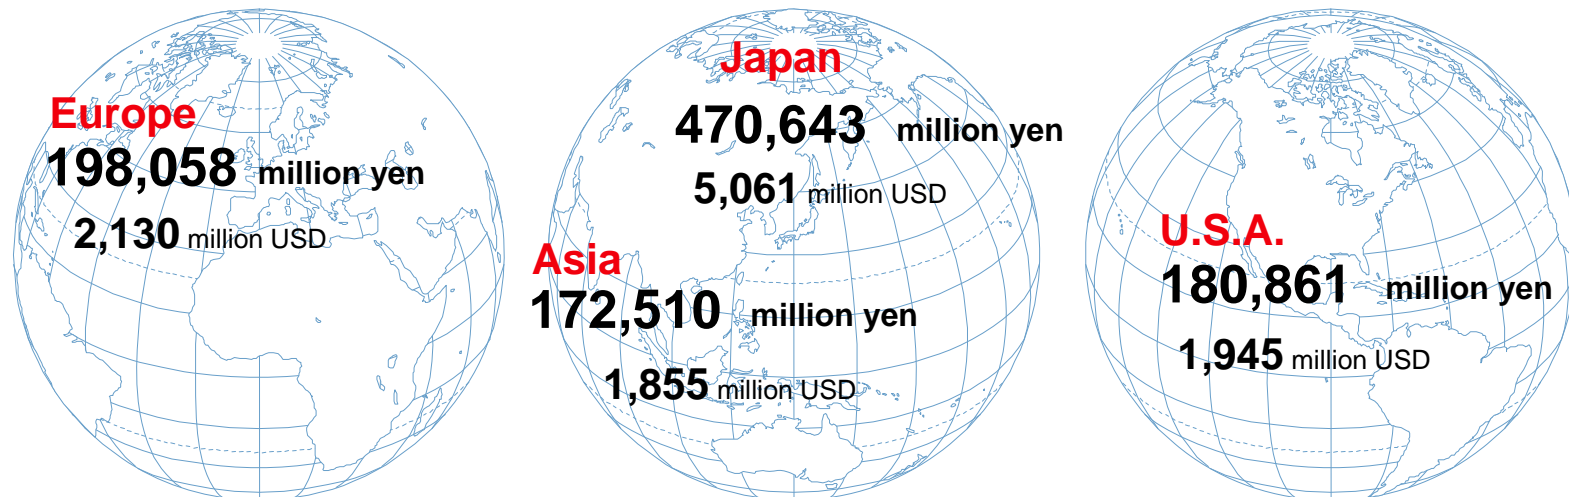 Europe
198,058 million yen
2,130 million USD
Japan
470,643 million yen
5,061 million USD
Asia
172,510 million yen
1,855 million USD
U.S.A.
180,861 million yen
1,945 million USD